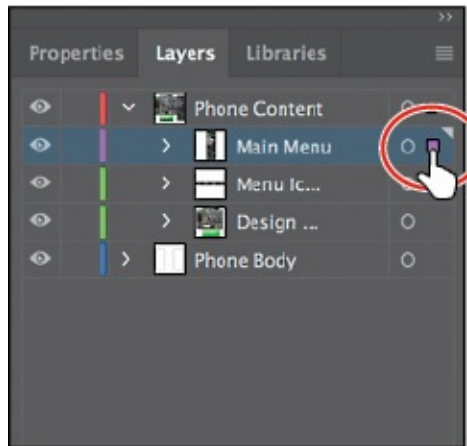 Properties Layers Libraries
Phone Content
Main Menu
Menu Ic...
Design ...
Phone Body